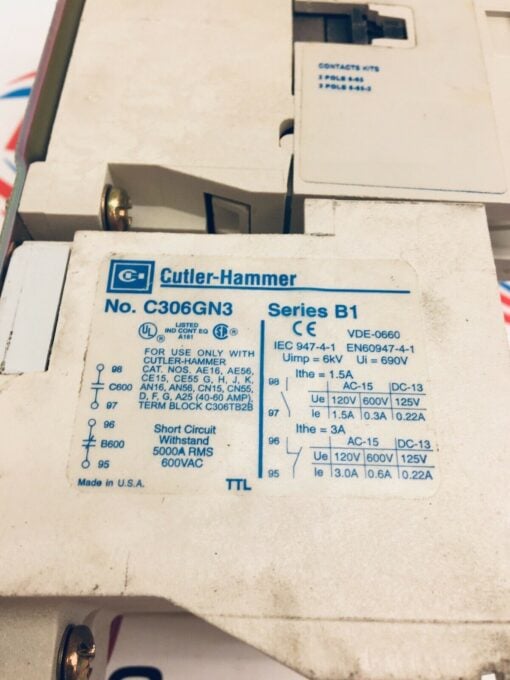 CONTACTS KITS
2 POLE 6-65
3 POLE 6-65-2
C-H Cutler-Hammer
No. C306GN3
Series B1
UL LISTED
IND CONT EQ
A161
SA
CE VDE-0660
FOR USE ONLY WITH
CUTLER-HAMMER
CAT. NOS. AE16, AE56,
CE15, CE55 G, H, J, K,
AN16, AN56, CN15, CN55,
D, F, G, A25 (40-60 AMP),
TERM BLOCK C306TB2B
98
C600
97
96
B600
95
Short Circuit
Withstand
5000A RMS
600VAC
Made in U.S.A.
TTL
IEC 947-4-1 EN60947-4-1
Uimp = 6kV Ui = 690V
Ithe = 1.5A
98
AC-15 DC-13
Ue 120V 600V 125V
97
Ie 1.5A 0.3A 0.22A
Ithe = 3A
96
AC-15 DC-13
Ue 120V 600V 125V
95
Ie 3.0A 0.6A 0.22A